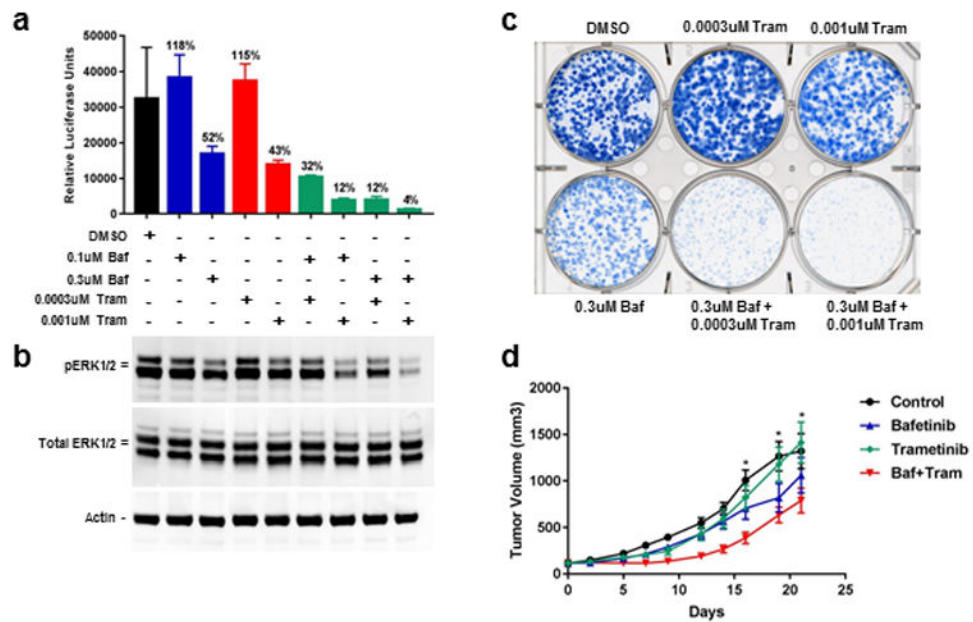 a
50000
40000
30000
20000
10000
0
Relative Luciferase Units
118%
52%
115%
43%
32%
12%
12%
4%
DMSO + - - - - - - - -
0.1uM Baf - + - - - + + - -
0.3uM Baf - - + - - - - + +
0.0003uM Tram - - - + - + - + -
0.001uM Tram - - - - + - + - +
b
pERK1/2 =
Total ERK1/2 =
Actin -
c
DMSO
0.0003uM Tram
0.001uM Tram
0.3uM Baf
0.3uM Baf +
0.0003uM Tram
0.3uM Baf +
0.001uM Tram
d
2000
1500
1000
500
0
Tumor Volume (mm3)
* * *
0 5 10 15 20 25
Days
Control
Bafetinib
Trametinib
Baf+Tram